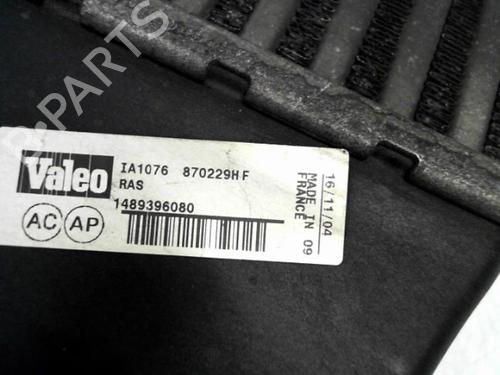 B-PARTS
Valeo
IA1076 870229HF
RAS
1489396080
AC AP
16/11/04
MADE IN 09
FRANCE